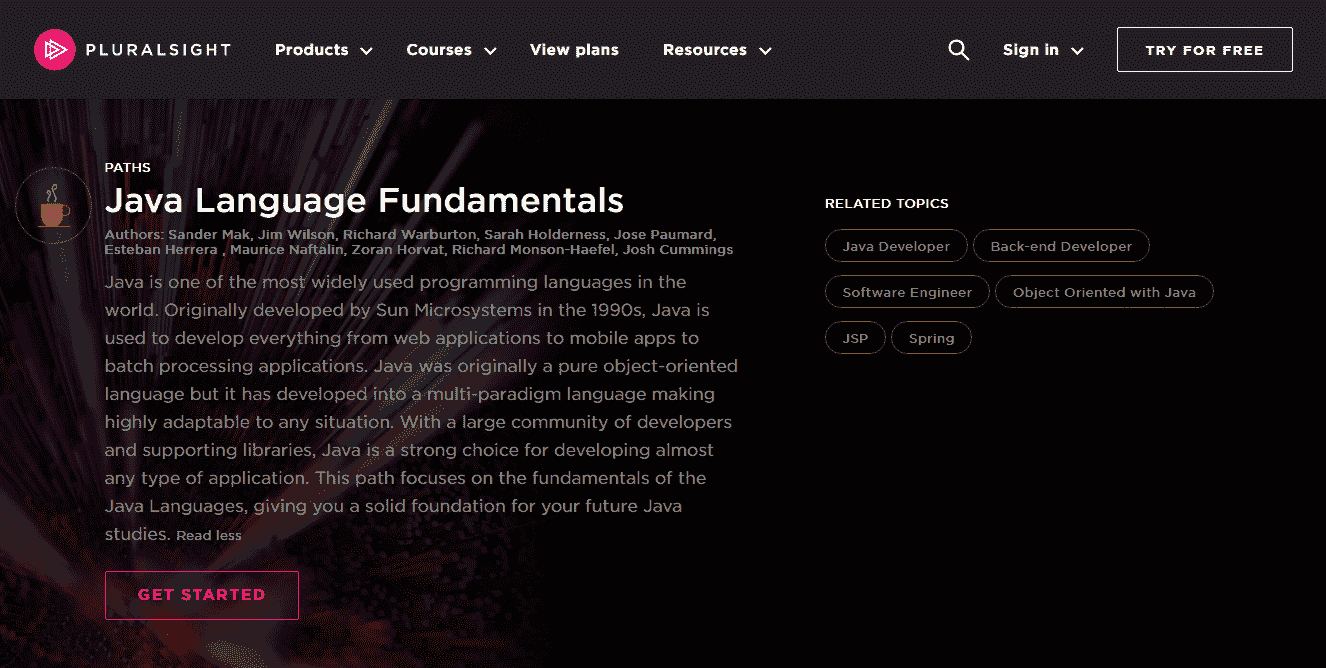 PLURALSIGHT
Products
Courses
View plans
Resources
Sign in
TRY FOR FREE
PATHS
Java Language Fundamentals
Authors: Sander Mak, Jim Wilson, Richard Warburton, Sarah Holderness, Jose Paumard,
Esteban Herrera , Maurice Naftalin, Zoran Horvat, Richard Monson-Haefel, Josh Cummings
Java is one of the most widely used programming languages in the
world. Originally developed by Sun Microsystems in the 1990s, Java is
used to develop everything from web applications to mobile apps to
batch processing applications. Java was originally a pure object-oriented
language but it has developed into a multi-paradigm language making
highly adaptable to any situation. With a large community of developers
and supporting libraries, Java is a strong choice for developing almost
any type of application. This path focuses on the fundamentals of the
Java Languages, giving you a solid foundation for your future Java
studies. Read less
GET STARTED
RELATED TOPICS
Java Developer
Back-end Developer
Software Engineer
Object Oriented with Java
JSP
Spring